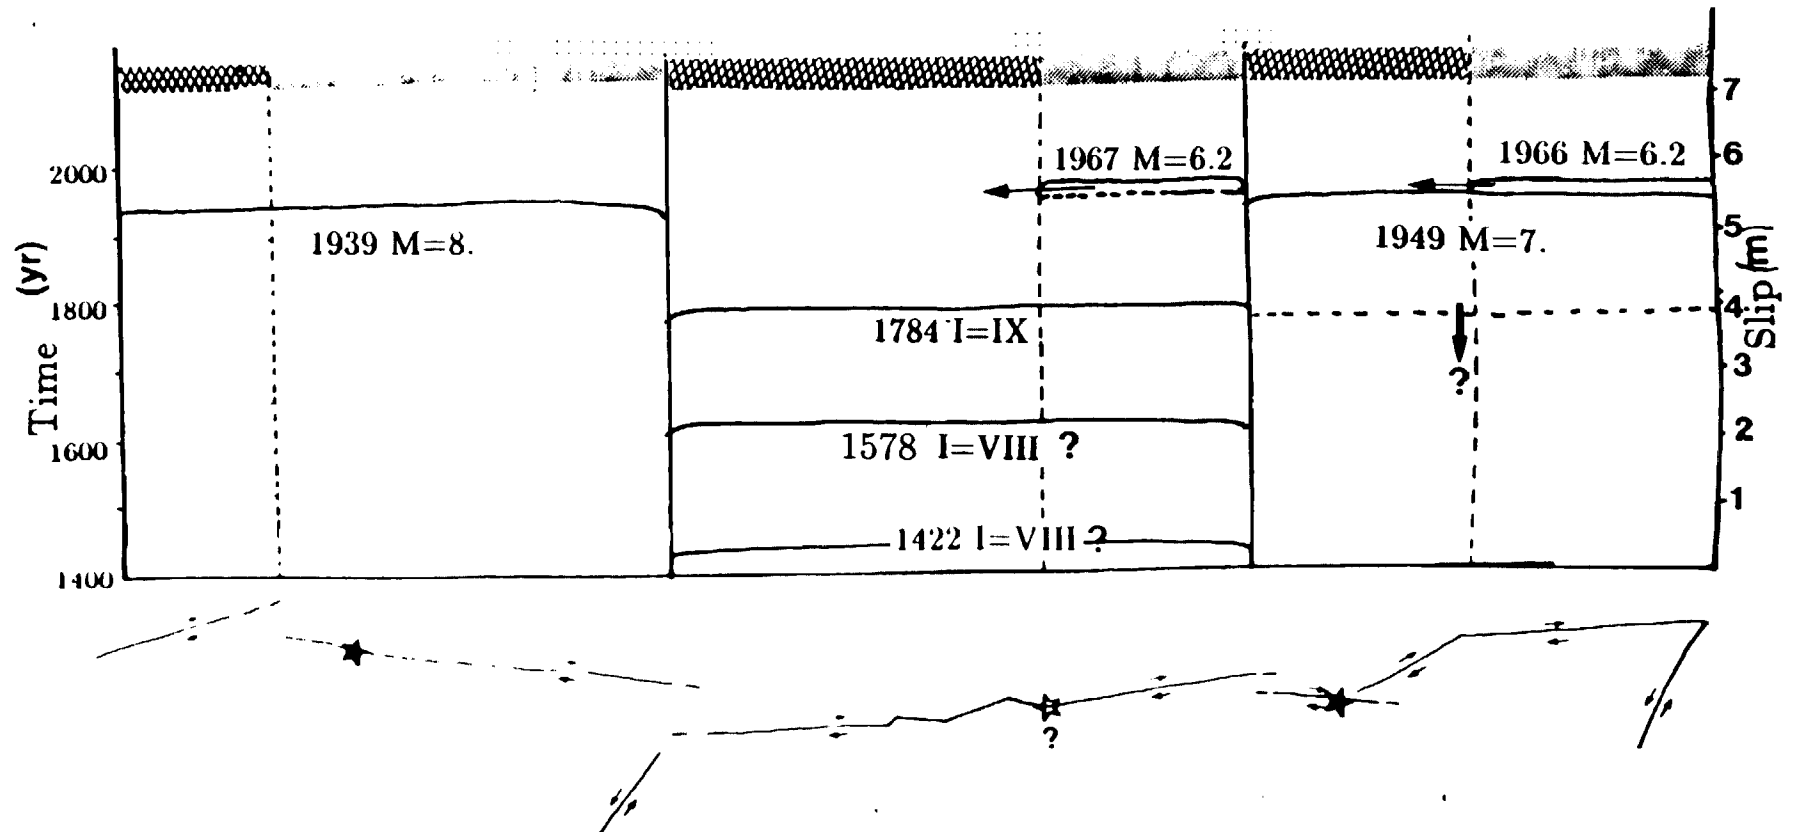 7
1967 M=6.2
1966 M=6.2
6
2000
1939 M=8.
1949 M=7.
5
Time (yr)
Slip (m)
1800
1784 I=IX
4
3
?
1578 I=VIII ?
2
1600
1
1422 I=VIII ?
1400
?